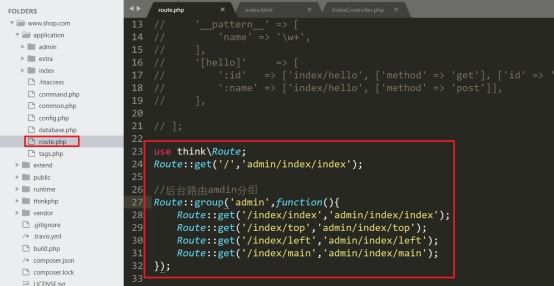 FOLDERS
www.shop.com
application
admin
extra
index
.htaccess
command.php
common.php
config.php
database.php
route.php
tags.php
extend
public
runtime
thinkphp
vendor
.gitignore
.travis.yml
build.php
composer.json
composer.lock
LICENSE.txt
route.php
index.html
IndexController.php
13 // '__pattern__' => [
14 // 'name' => '\w+',
15 // ],
16 // '[hello]' => [
17 // ':id' => ['index/hello', ['method' => 'get'], ['id' => '
18 // ':name' => ['index/hello', ['method' => 'post']],
19 // ],
20
21 // ];
22
23 use think\Route;
24 Route::get('/','admin/index/index');
25
26 //后台路由amdin分组
27 Route::group('admin',function(){
28 Route::get('/index/index','admin/index/index');
29 Route::get('/index/top','admin/index/top');
30 Route::get('/index/left','admin/index/left');
31 Route::get('/index/main','admin/index/main');
32 });
33